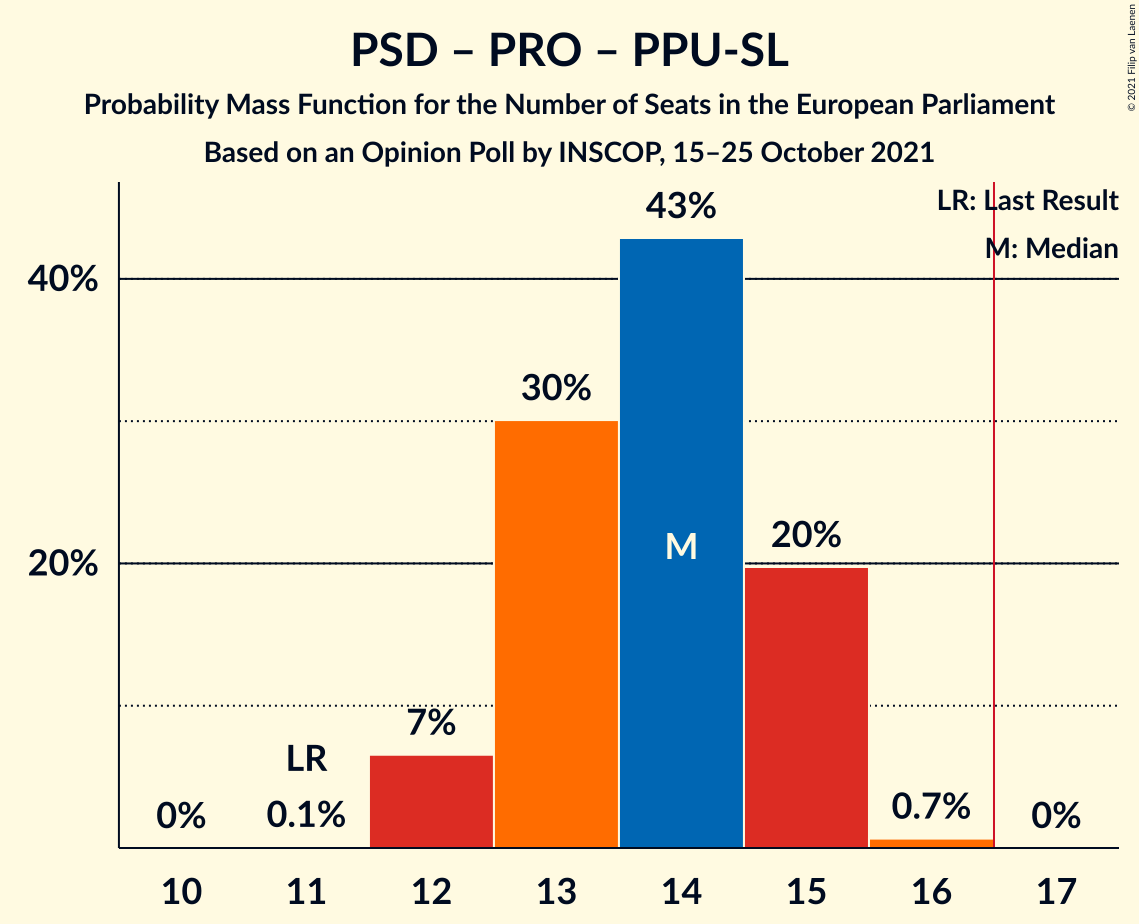 PSD – PRO – PPU-SL
Probability Mass Function for the Number of Seats in the European Parliament
Based on an Opinion Poll by INSCOP, 15–25 October 2021
© 2021 Filip van Laenen
LR: Last Result
M: Median
43%
40%
30%
M
20%
20%
7%
LR
0%
0.1%
0.7%
0%
10 11 12 13 14 15 16 17